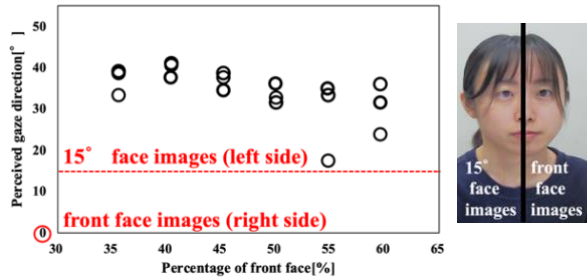 Perceived gaze direction[°]
50
40
30
20
10
0
15° face images (left side)
front face images (right side)
30 35 40 45 50 55 60 65
Percentage of front face[%]
15° front
face face
images images